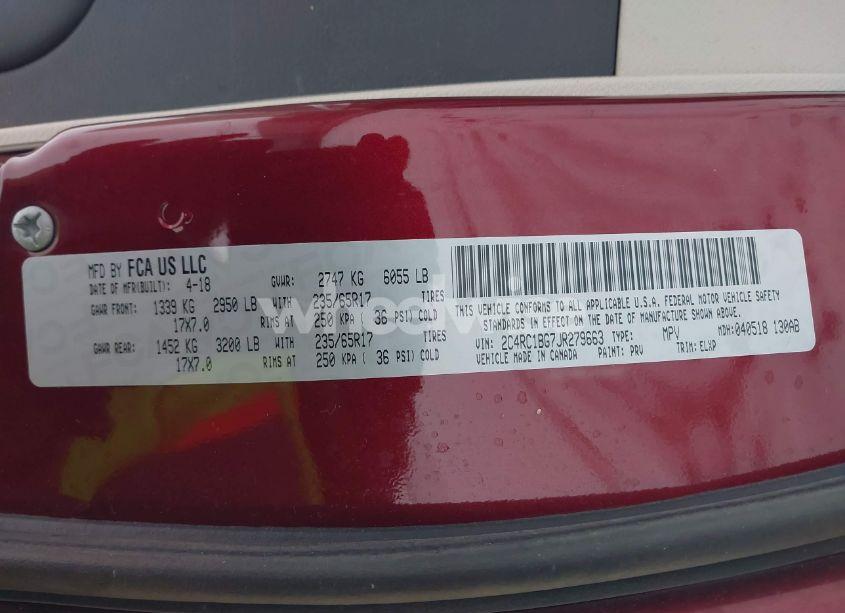 MFD BY FCA US LLC
DATE OF MFR(BUILT): 4-18 GVWR: 2747 KG 6055 LB
GAWR FRONT: 1339 KG 2950 LB WITH 235/65R17 TIRES
17X7.0 RIMS AT 250 KPA ( 36 PSI) COLD
GAWR REAR: 1452 KG 3200 LB WITH 235/65R17 TIRES
17X7.0 RIMS AT 250 KPA ( 36 PSI) COLD
THIS VEHICLE CONFORMS TO ALL APPLICABLE U.S.A. FEDERAL MOTOR VEHICLE SAFETY
STANDARDS IN EFFECT ON THE DATE OF MANUFACTURE SHOWN ABOVE.
VIN: 2C4RC1BG7JR279663 TYPE: MPV MDH: 040518 130AB
VEHICLE MADE IN CANADA PAINT: PRV TRIM: ELXP